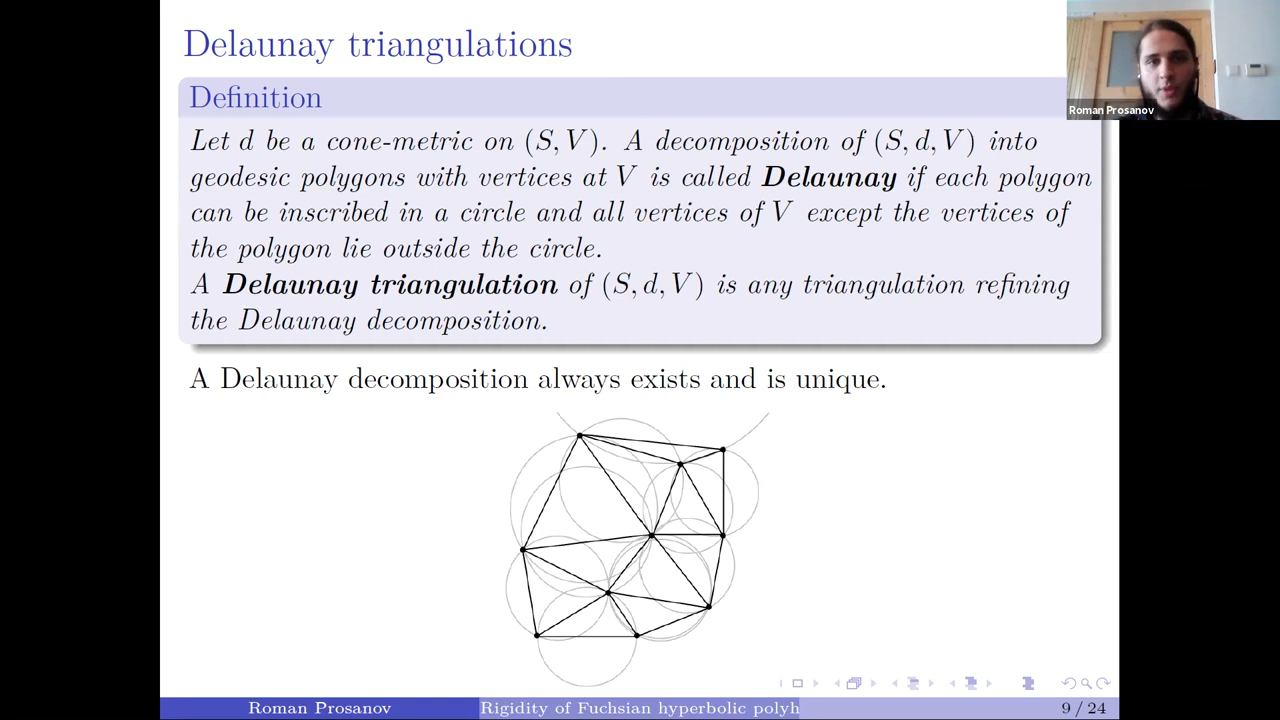 Delaunay triangulations
Definition
Let d be a cone-metric on (S, V). A decomposition of (S, d, V) into
geodesic polygons with vertices at V is called Delaunay if each polygon
can be inscribed in a circle and all vertices of V except the vertices of
the polygon lie outside the circle.
A Delaunay triangulation of (S, d, V) is any triangulation refining
the Delaunay decomposition.
A Delaunay decomposition always exists and is unique.
Roman Prosanov
Roman Prosanov
Rigidity of Fuchsian hyperbolic polyh
9 / 24